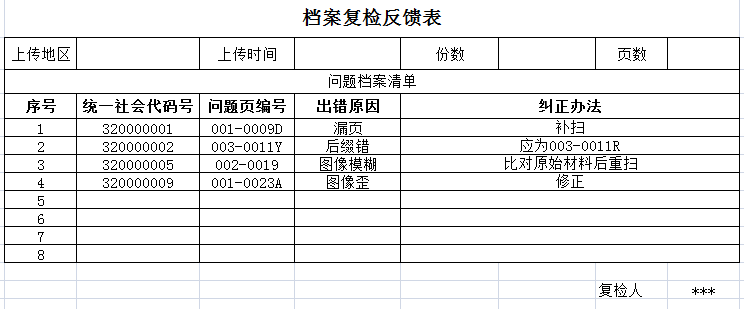 档案复检反馈表
上传地区 上传时间 份数 页数
问题档案清单
序号 统一社会代码号 问题页编号 出错原因 纠正办法
1 320000001 001-0009D 漏页 补扫
2 320000002 003-0011Y 后缀错 应为003-0011R
3 320000005 002-0019 图像模糊 比对原始材料后重扫
4 320000009 001-0023A 图像歪 修正
5
6
7
8
复检人 ***